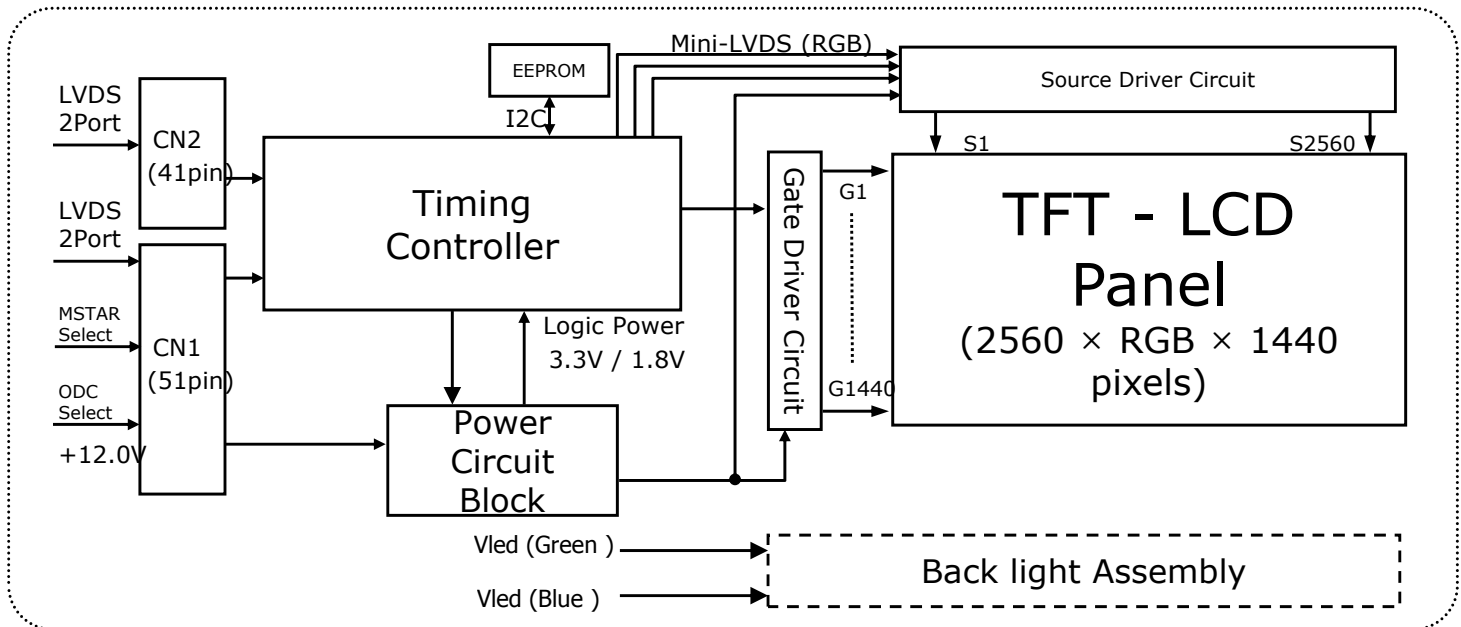 Mini-LVDS (RGB)
EEPROM
Source Driver Circuit
LVDS
2Port
I2C
CN2
(41pin)
S1
S2560
Timing
Controller
Gate Driver Circuit
G1
TFT - LCD
Panel
(2560 × RGB × 1440
pixels)
LVDS
2Port
MSTAR
Select
CN1
(51pin)
Logic Power
3.3V / 1.8V
G1440
ODC
Select
+12.0V
Power
Circuit
Block
Vled (Green )
Back light Assembly
Vled (Blue )